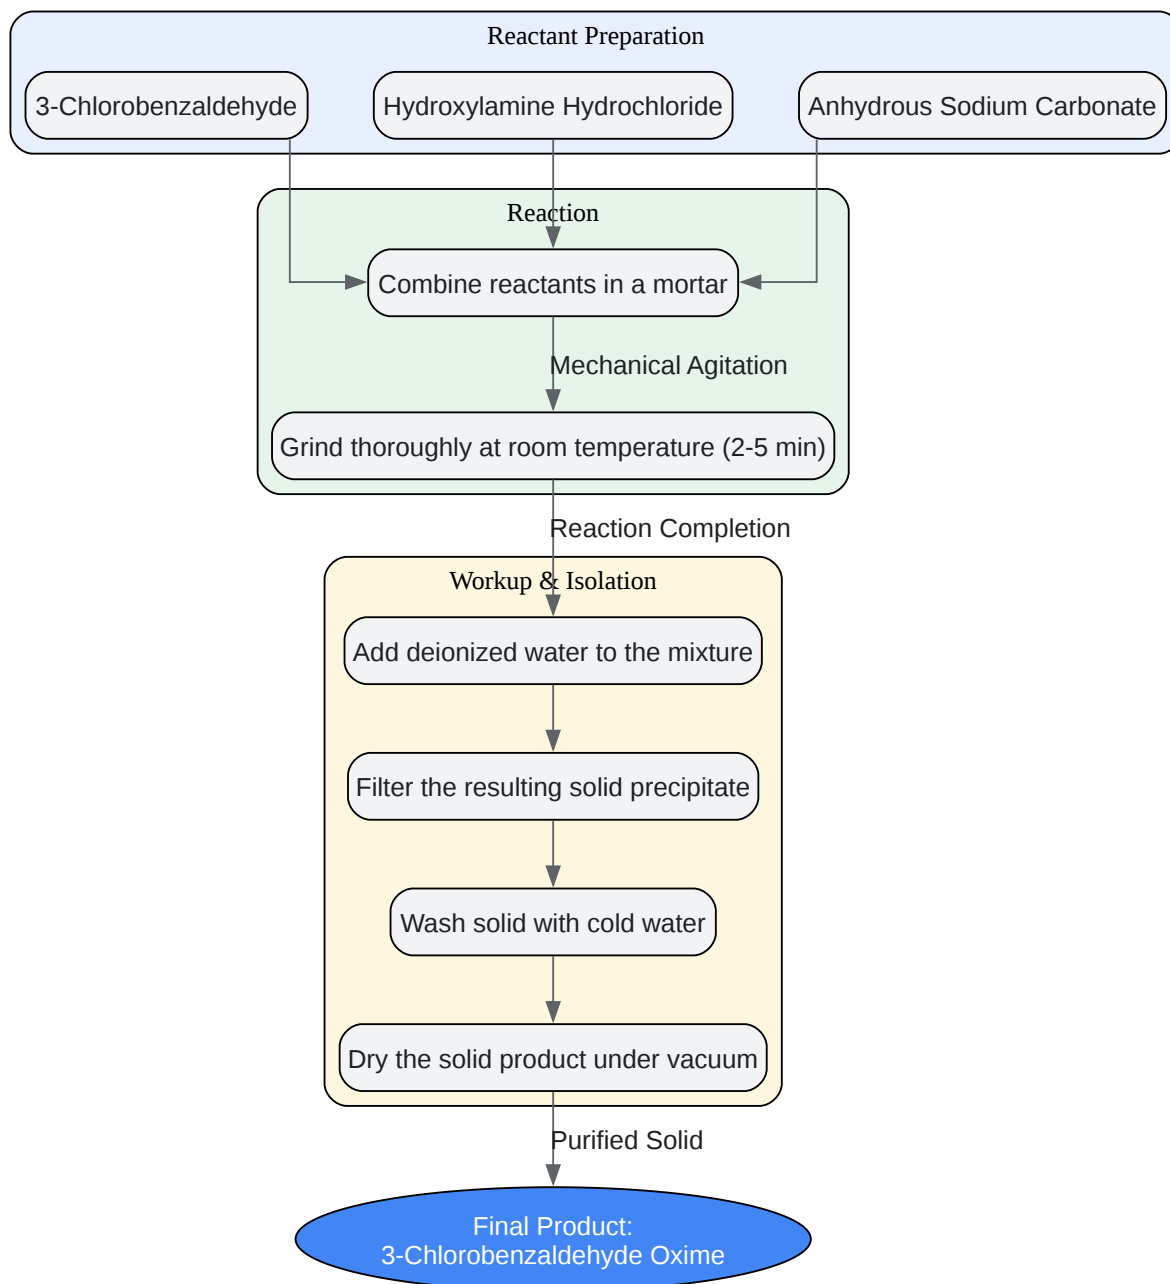 Reactant Preparation
3-Chlorobenzaldehyde
Hydroxylamine Hydrochloride
Anhydrous Sodium Carbonate
Reaction
Combine reactants in a mortar
Mechanical Agitation
Grind thoroughly at room temperature (2-5 min)
Reaction Completion
Workup & Isolation
Add deionized water to the mixture
Filter the resulting solid precipitate
Wash solid with cold water
Dry the solid product under vacuum
Purified Solid
Final Product:
3-Chlorobenzaldehyde Oxime